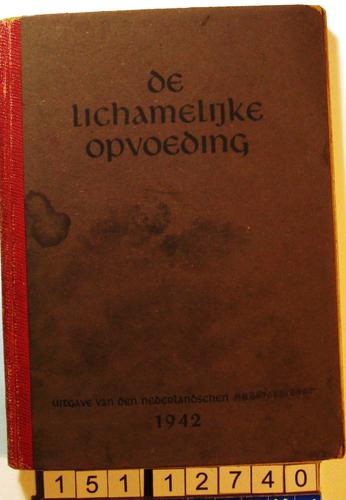 de
lichamelijke
opvoeding
uitgave van den nederlandschen
1942
151 12740